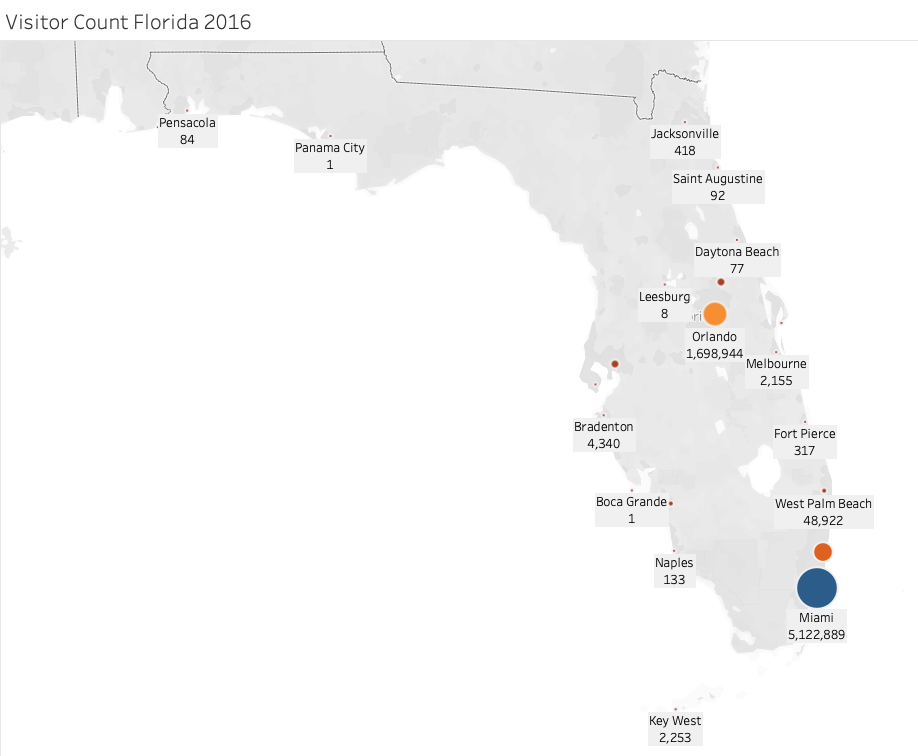 Visitor Count Florida 2016
Pensacola
84
Panama City
1
Jacksonville
418
Saint Augustine
92
Daytona Beach
77
Leesburg
8
Orlando
1,698,944
Melbourne
2,155
Bradenton
4,340
Fort Pierce
317
Boca Grande
1
West Palm Beach
48,922
Naples
133
Miami
5,122,889
Key West
2,253